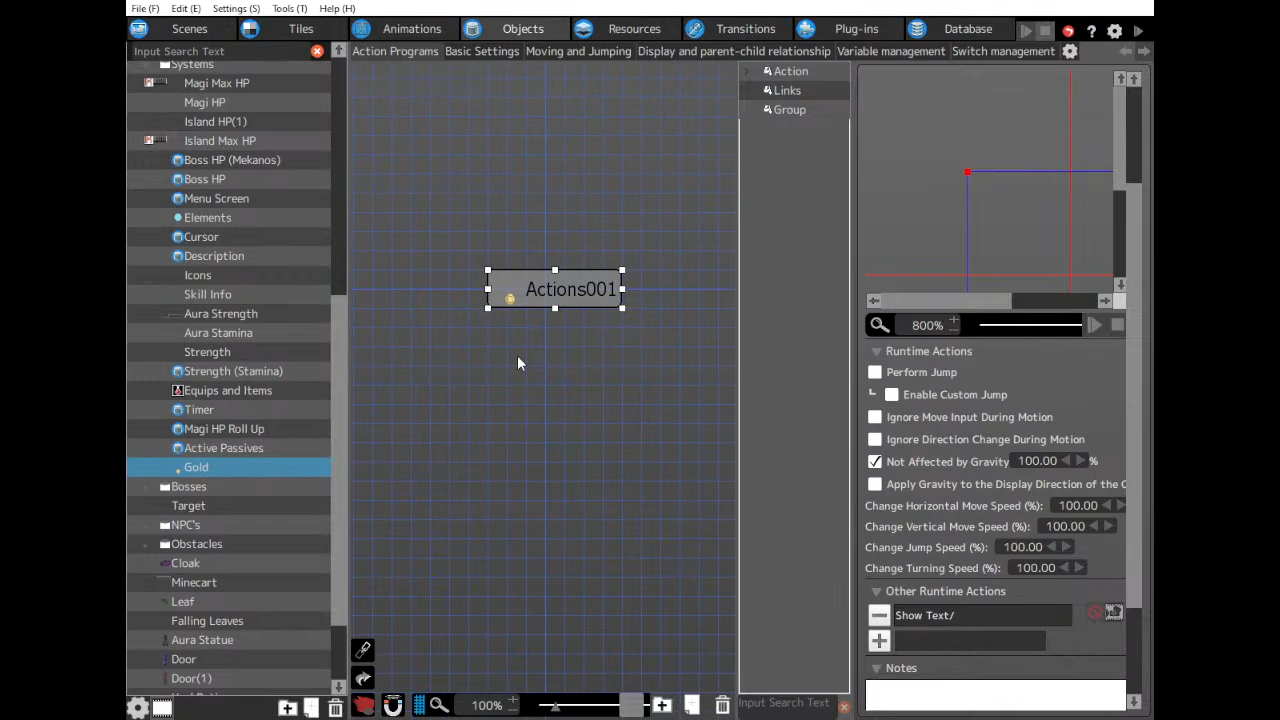 File (F) Edit (E) Settings (S) Tools (T) Help (H)
Scenes Tiles Animations Objects Resources Transitions Plug-ins Database
Input Search Text
Action Programs Basic Settings Moving and Jumping Display and parent-child relationship Variable management Switch management
Systems
Magi Max HP
Magi HP
Island HP(1)
Island Max HP
Boss HP (Mekanos)
Boss HP
Menu Screen
Elements
Cursor
Description
Icons
Skill Info
Aura Strength
Aura Stamina
Strength
Strength (Stamina)
Equips and Items
Timer
Magi HP Roll Up
Active Passives
Gold
Bosses
Target
NPC's
Obstacles
Cloak
Minecart
Leaf
Falling Leaves
Aura Statue
Door
Door(1)
Actions001
100%
Action
Links
Group
Input Search Text
800%
Runtime Actions
Perform Jump
Enable Custom Jump
Ignore Move Input During Motion
Ignore Direction Change During Motion
Not Affected by Gravity 100.00 %
Apply Gravity to the Display Direction of the
Change Horizontal Move Speed (%): 100.00
Change Vertical Move Speed (%): 100.00
Change Jump Speed (%): 100.00
Change Turning Speed (%): 100.00
Other Runtime Actions
Show Text/
Notes